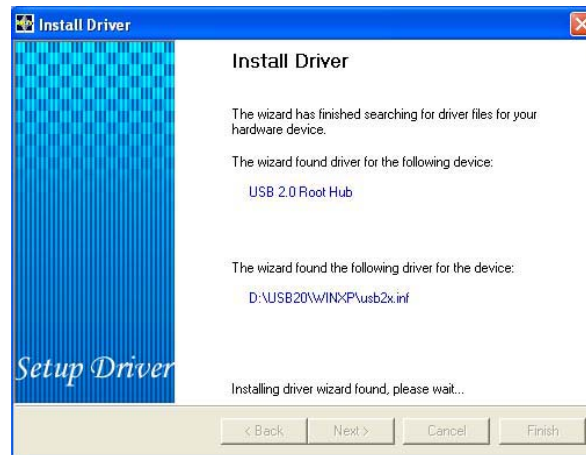 Install Driver
Install Driver
The wizard has finished searching for driver files for your
hardware device.
The wizard found driver for the following device:
USB 2.0 Root Hub
The wizard found the following driver for the device:
D:\USB20\WINXP\usb2x.inf
Setup Driver
Installing driver wizard found, please wait...
< Back
Next >
Cancel
Finish